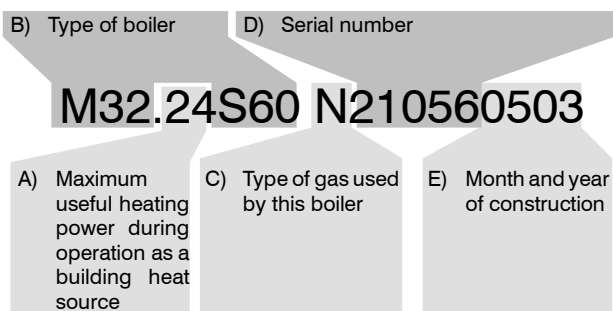 B) Type of boiler D) Serial number
M32.24S60 N210560503
A) Maximum
useful heating
power during
operation as a
building heat
source
C) Type of gas used
by this boiler
E) Month and year
of construction